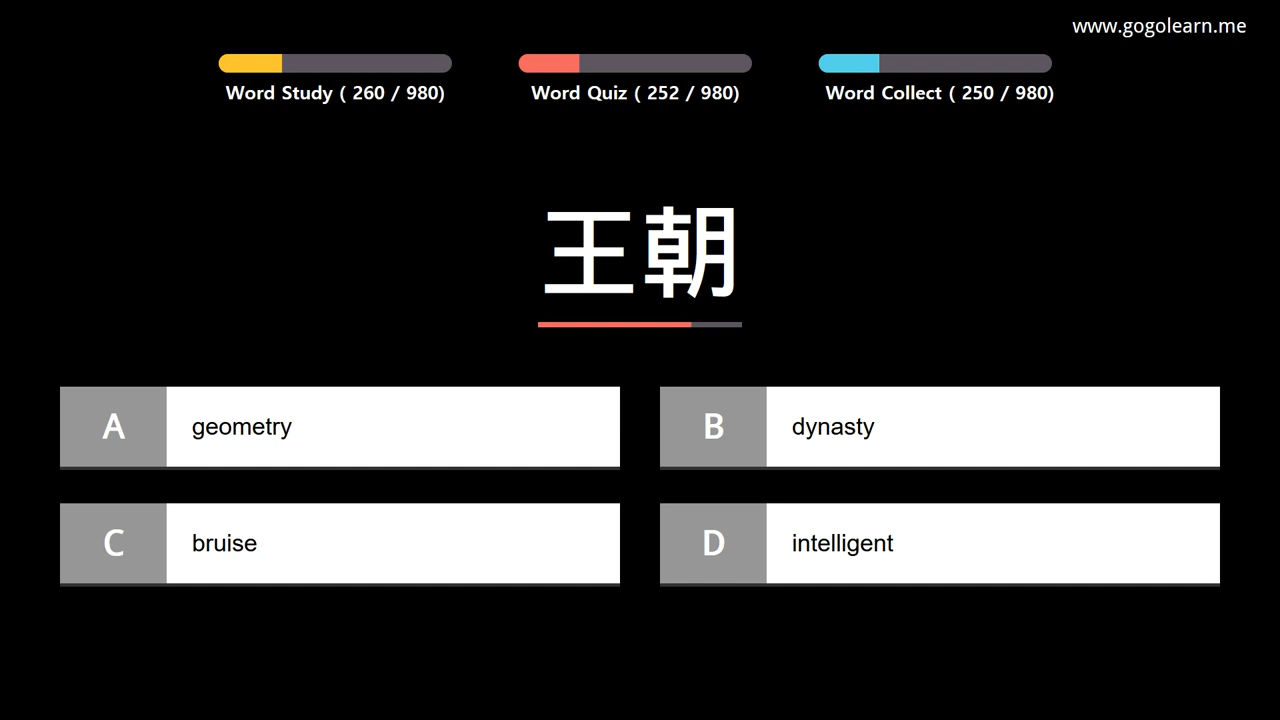 www.gogolearn.me
Word Study ( 260 / 980)
Word Quiz ( 252 / 980)
Word Collect ( 250 / 980)
王朝
A geometry
B dynasty
C bruise
D intelligent